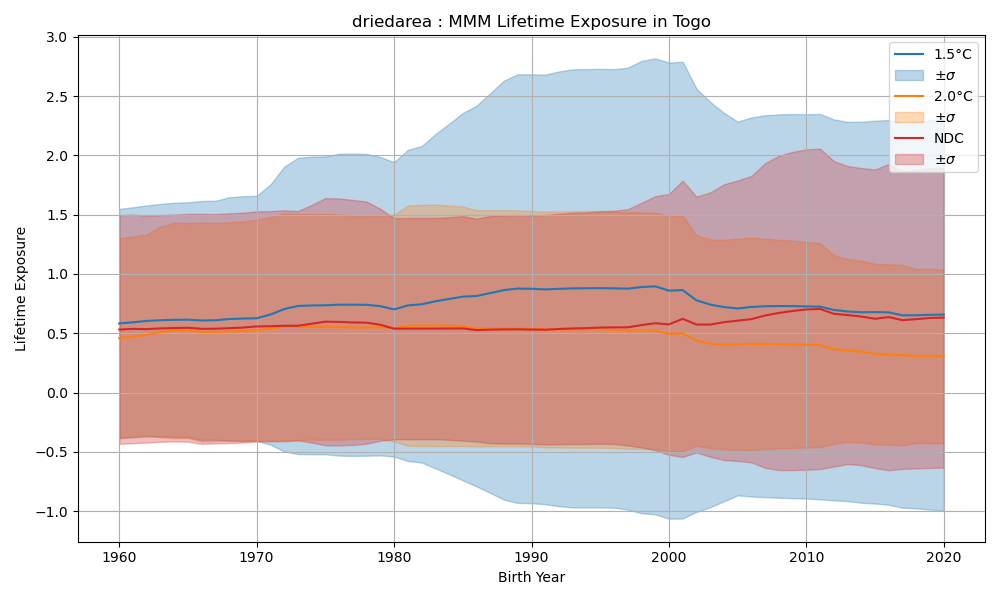 driedarea : MMM Lifetime Exposure in Togo
3.0
2.5
2.0
1.5
1.0
0.5
0.0
−0.5
−1.0
Lifetime Exposure
1960
1970
1980
1990
2000
2010
2020
Birth Year
1.5°C
±σ
2.0°C
±σ
NDC
±σ